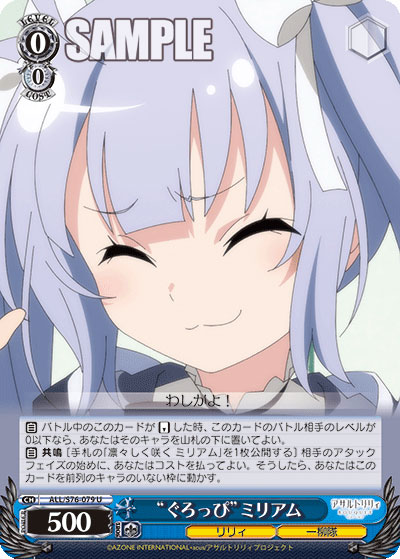 LEVEL
0
0
COST
SAMPLE
わしがよ！
自 バトル中のこのカードが した時、このカードのバトル相手のレベルが
0以下なら、あなたはそのキャラを山札の下に置いてよい。
自 共鳴 ［手札の「凛々しく咲く ミリアム」を1枚公開する］ 相手のアタック
フェイズの始めに、あなたはコストを払ってよい。そうしたら、あなたはこの
カードを前列のキャラのいない枠に動かす。
CH ALL/S76-079 U
500
“ぐろっぴ”ミリアム
アサルトリリィ
リリィ
一柳隊
©AZONE INTERNATIONAL・acus/アサルトリリィプロジェクト